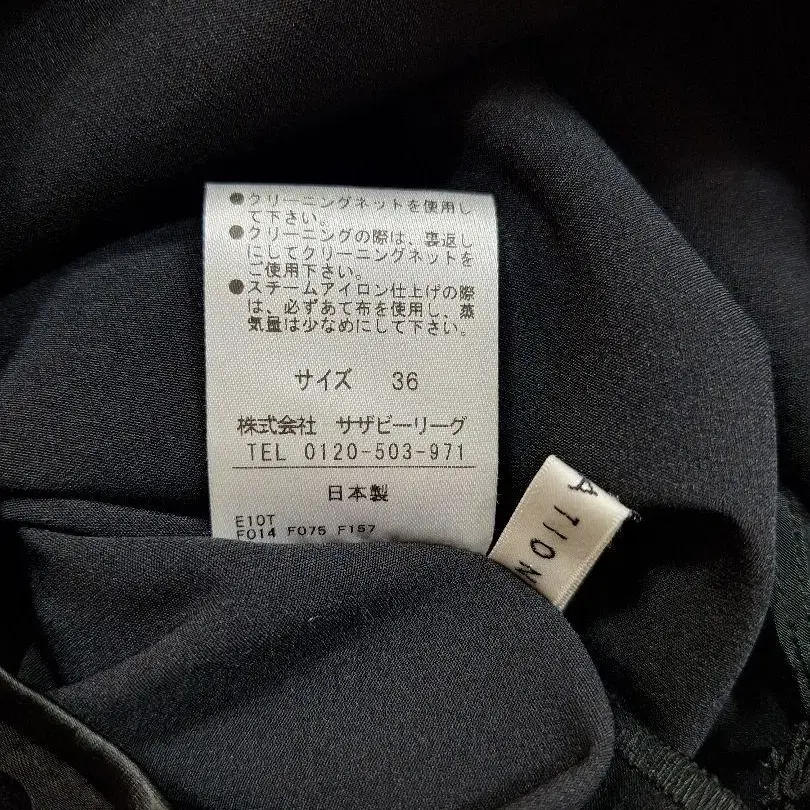 ●クリーニングネットを使用し
て下さい。
●クリーニングの際は、裏返し
にしてクリーニングネットを
ご使用下さい。
●スチームアイロン仕上げの際
は、必ずあて布を使用し、蒸
気量は少なめにして下さい。
サイズ 36
株式会社 サザビーリーグ
TEL 0120-503-971
日本製
E10T
F014 F075 F157
A TION